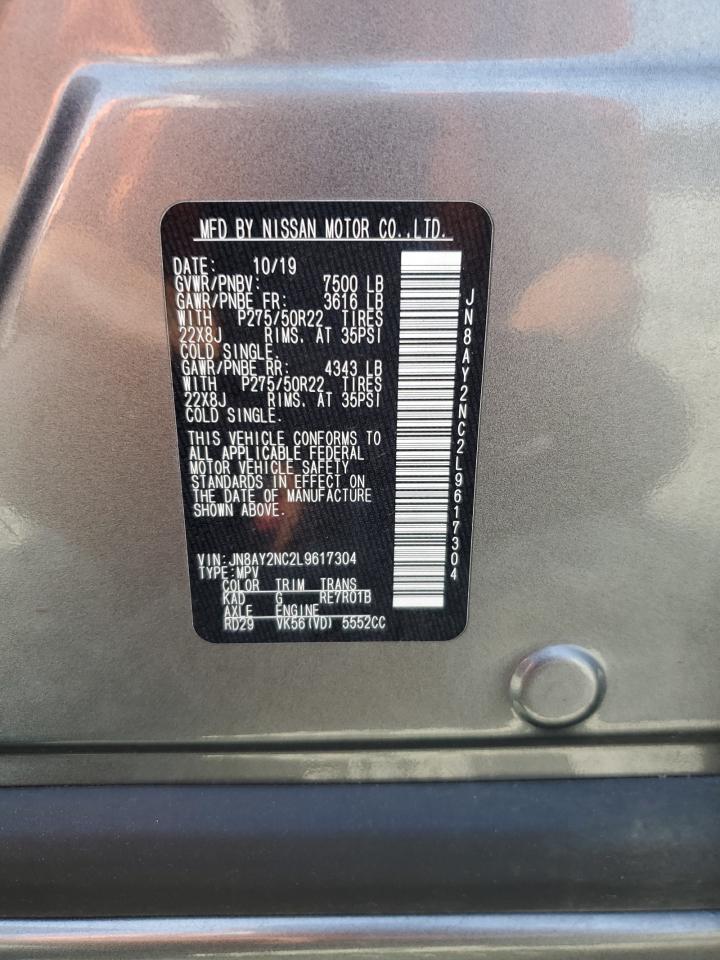 MFD BY NISSAN MOTOR CO.,LTD.
DATE: 10/19
GVWR/PNBV: 7500 LB
GAWR/PNBE FR: 3616 LB
WITH P275/50R22 TIRES
22X8J RIMS. AT 35PSI
COLD SINGLE.
GAWR/PNBE RR: 4343 LB
WITH P275/50R22 TIRES
22X8J RIMS. AT 35PSI
COLD SINGLE.
THIS VEHICLE CONFORMS TO
ALL APPLICABLE FEDERAL
MOTOR VEHICLE SAFETY
STANDARDS IN EFFECT ON
THE DATE OF MANUFACTURE
SHOWN ABOVE.
VIN:JN8AY2NC2L9617304
TYPE:MPV
COLOR TRIM TRANS
KAD G RE7R01B
AXLE ENGINE
RD29 VK56(VD) 5552CC
JN8AY2NC2L9617304